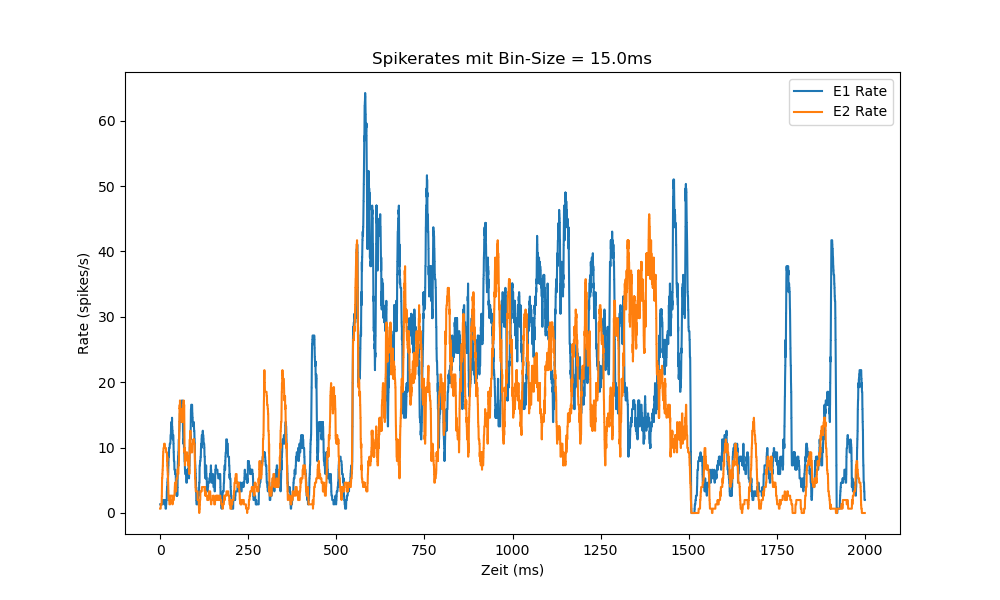 Spikerates mit Bin-Size = 15.0ms
E1 Rate
E2 Rate
Rate (spikes/s)
60
50
40
30
20
10
0
0 250 500 750 1000 1250 1500 1750 2000
Zeit (ms)